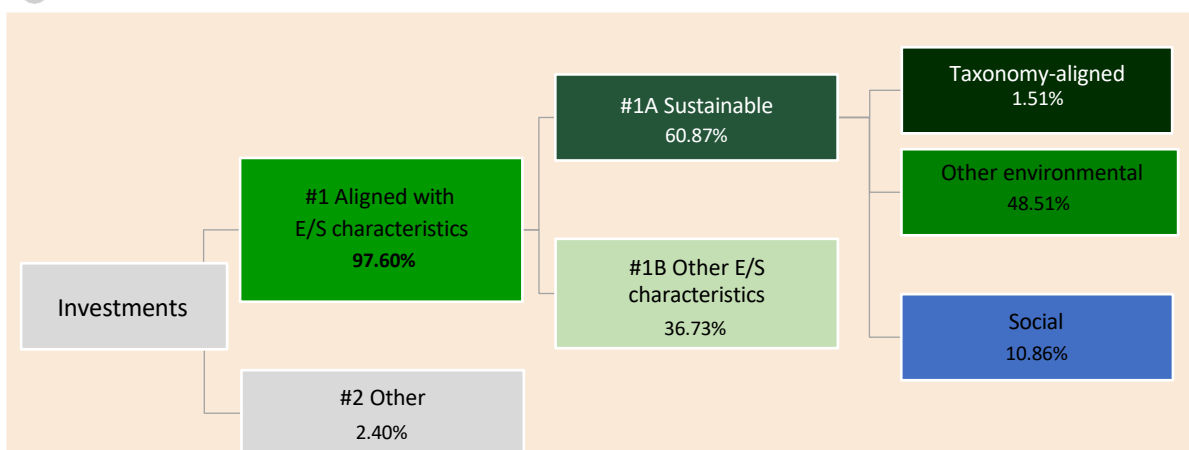 Investments
#1 Aligned with
E/S characteristics
97.60%
#2 Other
2.40%
#1A Sustainable
60.87%
#1B Other E/S
characteristics
36.73%
Taxonomy-aligned
1.51%
Other environmental
48.51%
Social
10.86%